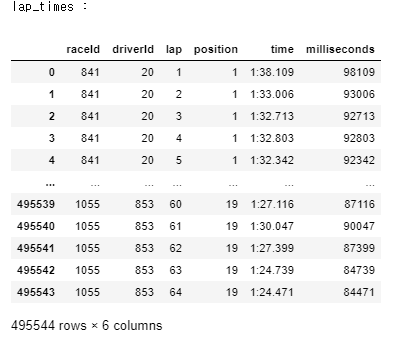 lap_times :
raceId driverId lap position time milliseconds
0 841 20 1 1 1:38.109 98109
1 841 20 2 1 1:33.006 93006
2 841 20 3 1 1:32.713 92713
3 841 20 4 1 1:32.803 92803
4 841 20 5 1 1:32.342 92342
... ... ... ... ... ... ...
495539 1055 853 60 19 1:27.116 87116
495540 1055 853 61 19 1:30.047 90047
495541 1055 853 62 19 1:27.399 87399
495542 1055 853 63 19 1:24.739 84739
495543 1055 853 64 19 1:24.471 84471
495544 rows × 6 columns